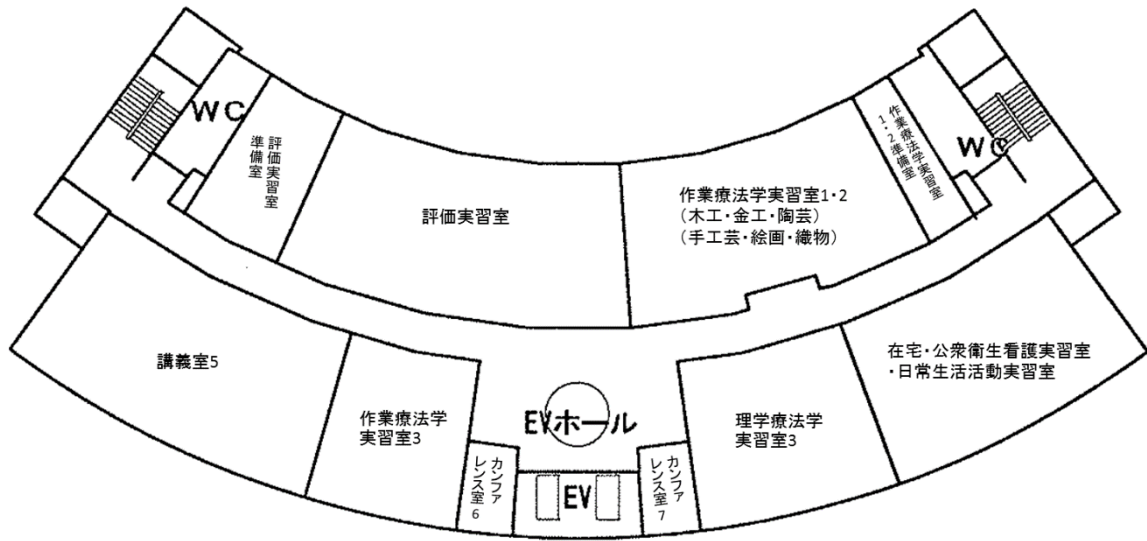 WC
評価実習室
準備室
評価実習室
作業療法学実習室1・2
（木工・金工・陶芸）
（手工芸・絵画・織物）
作業療法学実習室
1・2準備室
WC
講義室5
作業療法学
実習室3
カンファ
レンス室
6
EVホール
EV
カンファ
レンス室
7
理学療法学
実習室3
在宅・公衆衛生看護実習室
・日常生活活動実習室